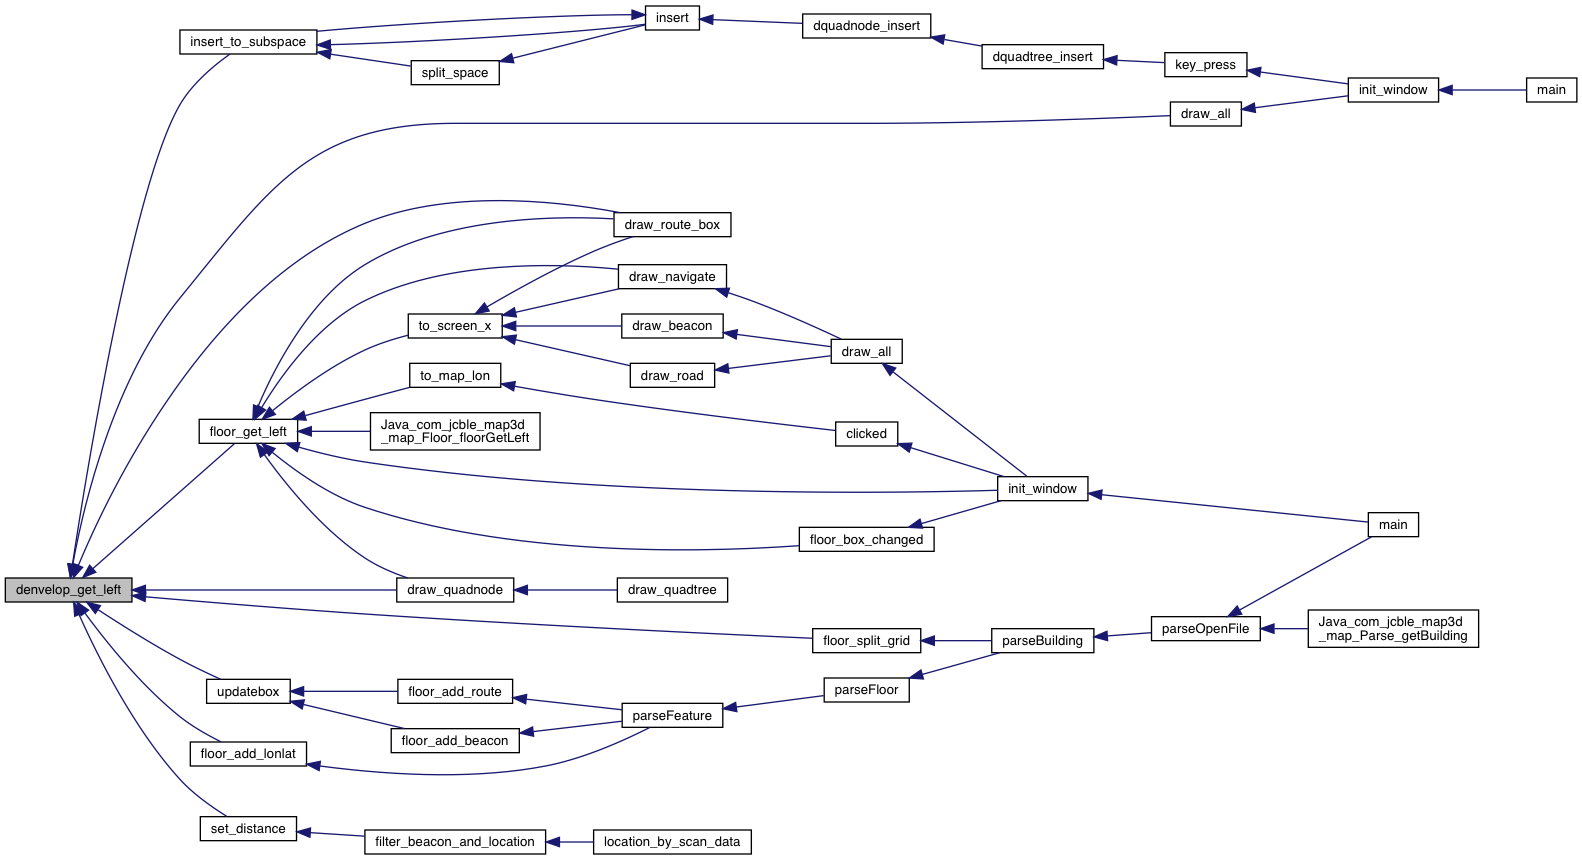 insert
insert_to_subspace
split_space
dquadnode_insert
dquadtree_insert
key_press
init_window
main
draw_all
draw_route_box
draw_navigate
to_screen_x
draw_beacon
draw_all
to_map_lon
draw_road
floor_get_left
Java_com_jcble_map3d
_map_Floor_floorGetLeft
clicked
init_window
main
floor_box_changed
denvelop_get_left
draw_quadnode
draw_quadtree
floor_split_grid
parseBuilding
parseOpenFile
Java_com_jcble_map3d
_map_Parse_getBuilding
updatebox
floor_add_route
parseFloor
parseFeature
floor_add_beacon
floor_add_lonlat
set_distance
filter_beacon_and_location
location_by_scan_data